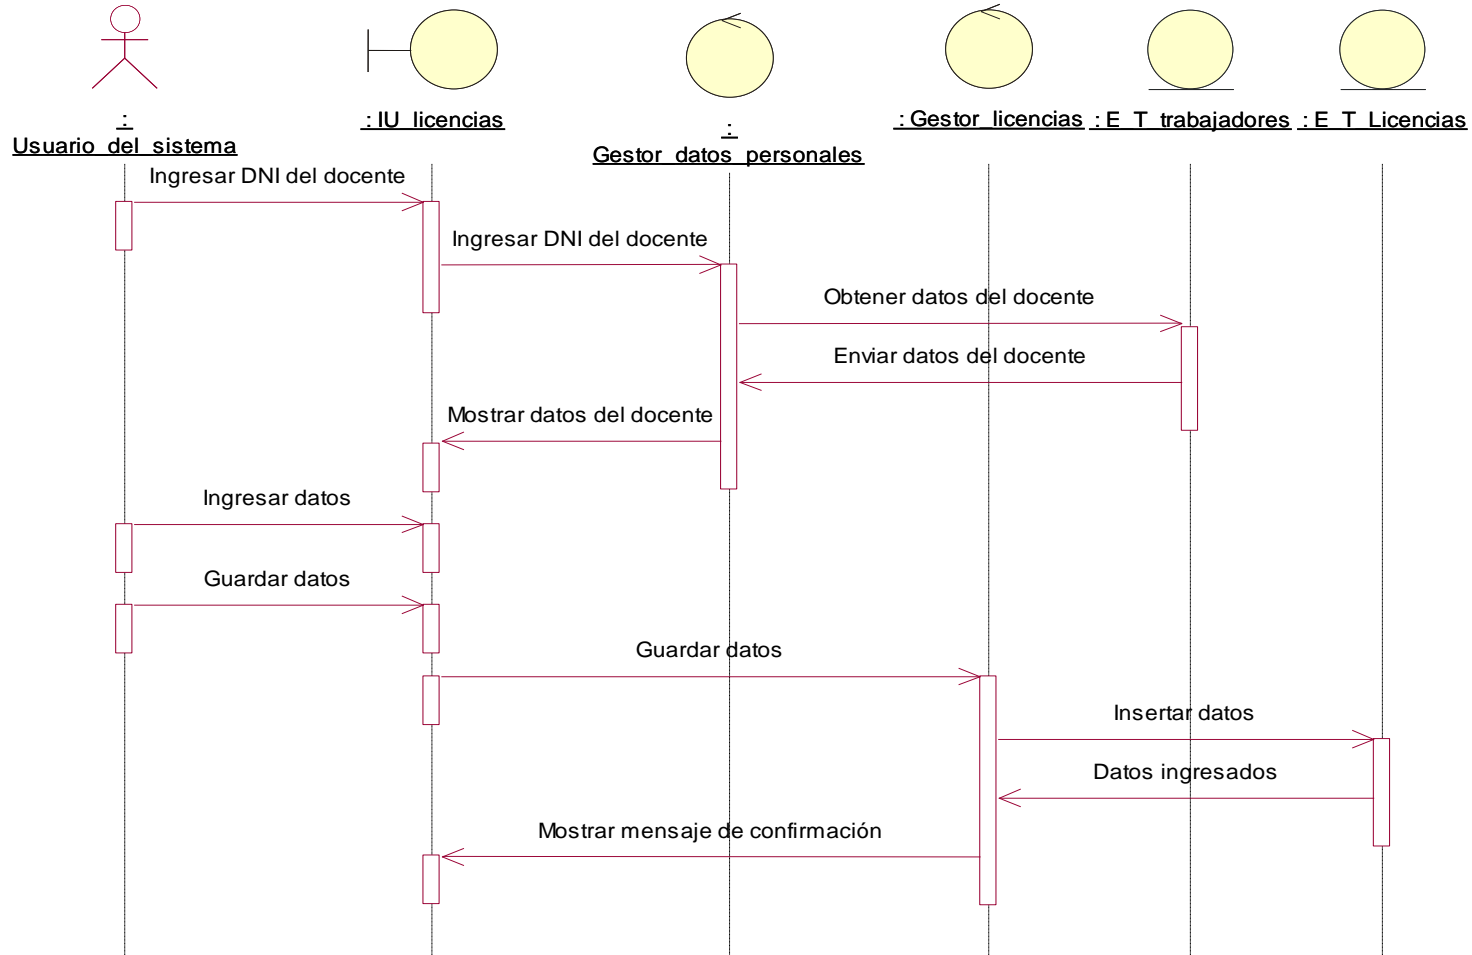 :
Usuario_del_sistema
: IU_licencias
:
Gestor_datos_personales
: Gestor_licencias
: E_T_trabajadores
: E_T_Licencias
Ingresar DNI del docente
Ingresar DNI del docente
Obtener datos del docente
Enviar datos del docente
Mostrar datos del docente
Ingresar datos
Guardar datos
Guardar datos
Insertar datos
Datos ingresados
Mostrar mensaje de confirmación